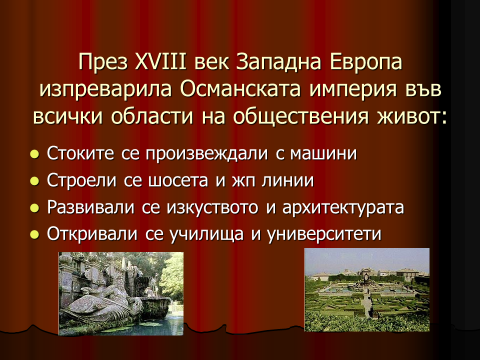 През XVIII век Западна Европа
изпреварила Османската империя във
всички области на обществения живот:
Стоките се произвеждали с машини
Строели се шосета и жп линии
Развивали се изкуството и архитектурата
Откривали се училища и университети